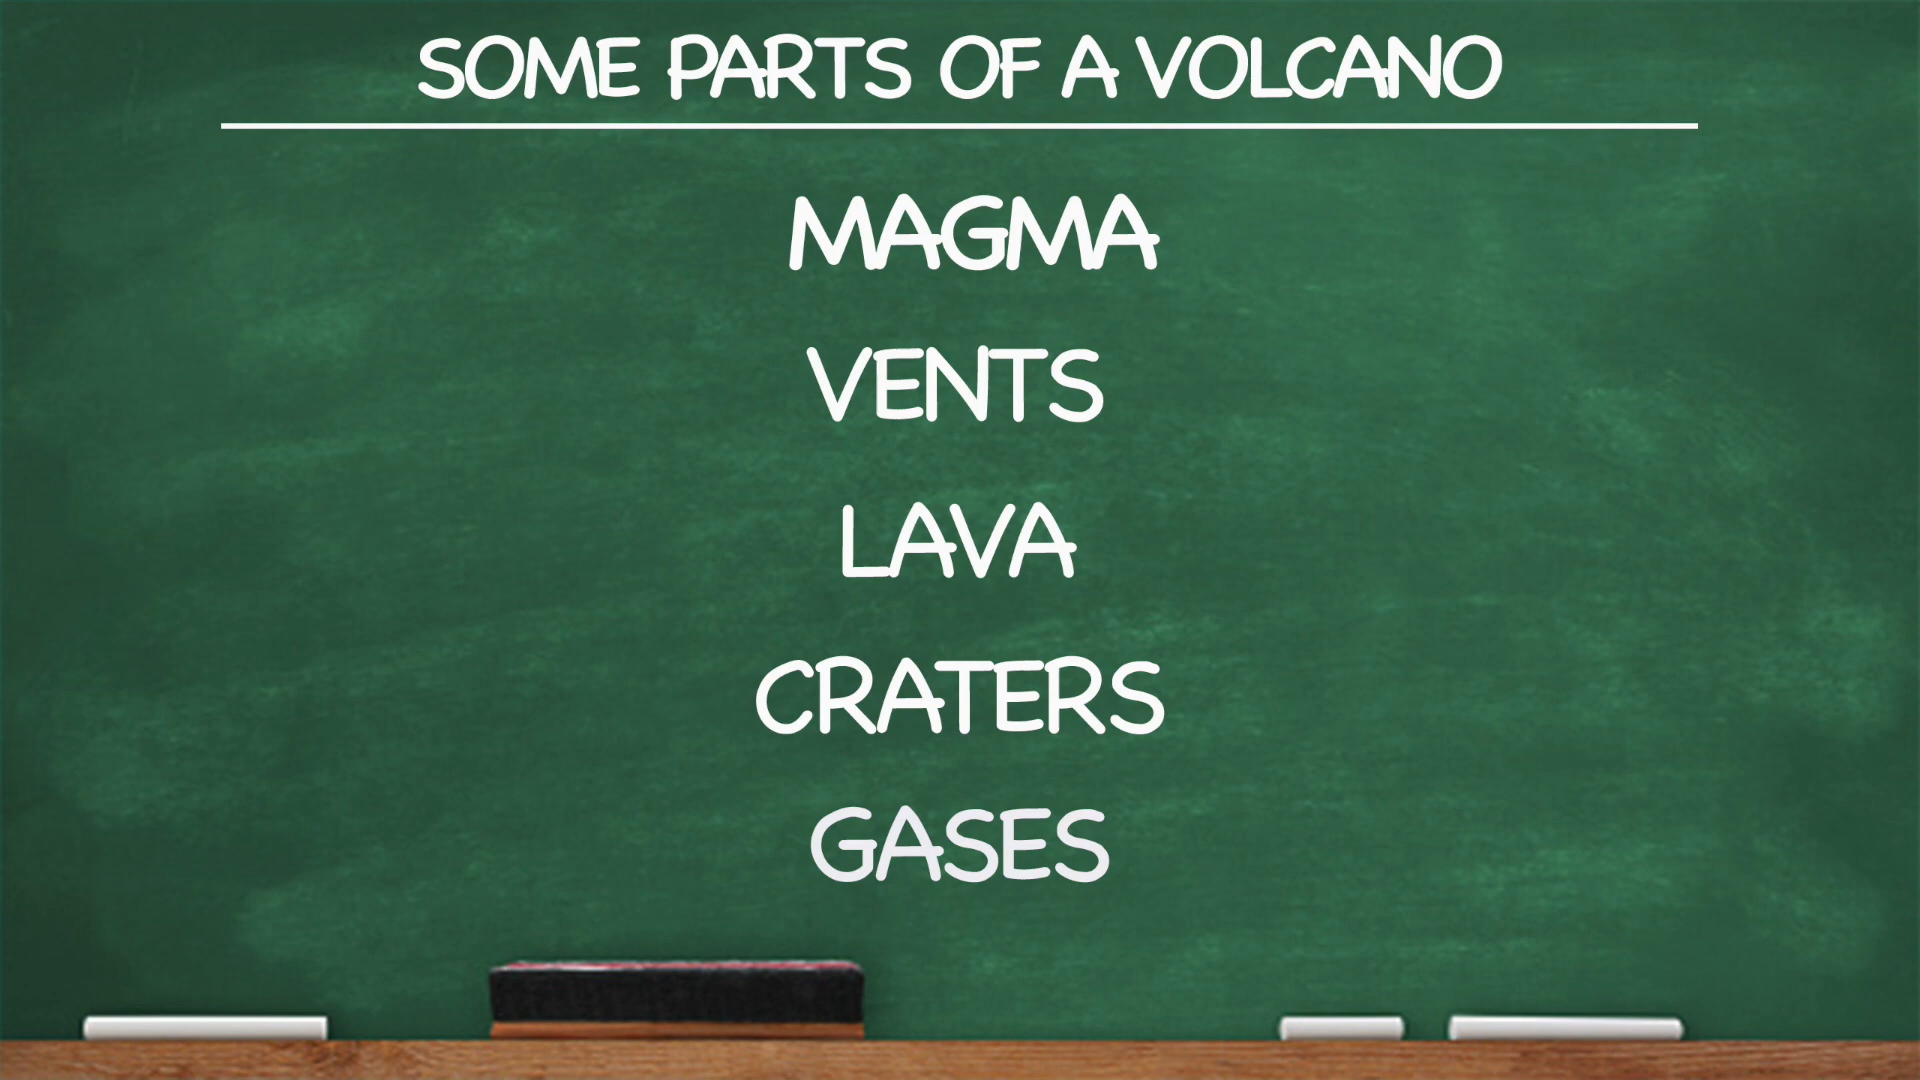 SOME PARTS OF A VOLCANO
MAGMA
VENTS
LAVA
CRATERS
GASES